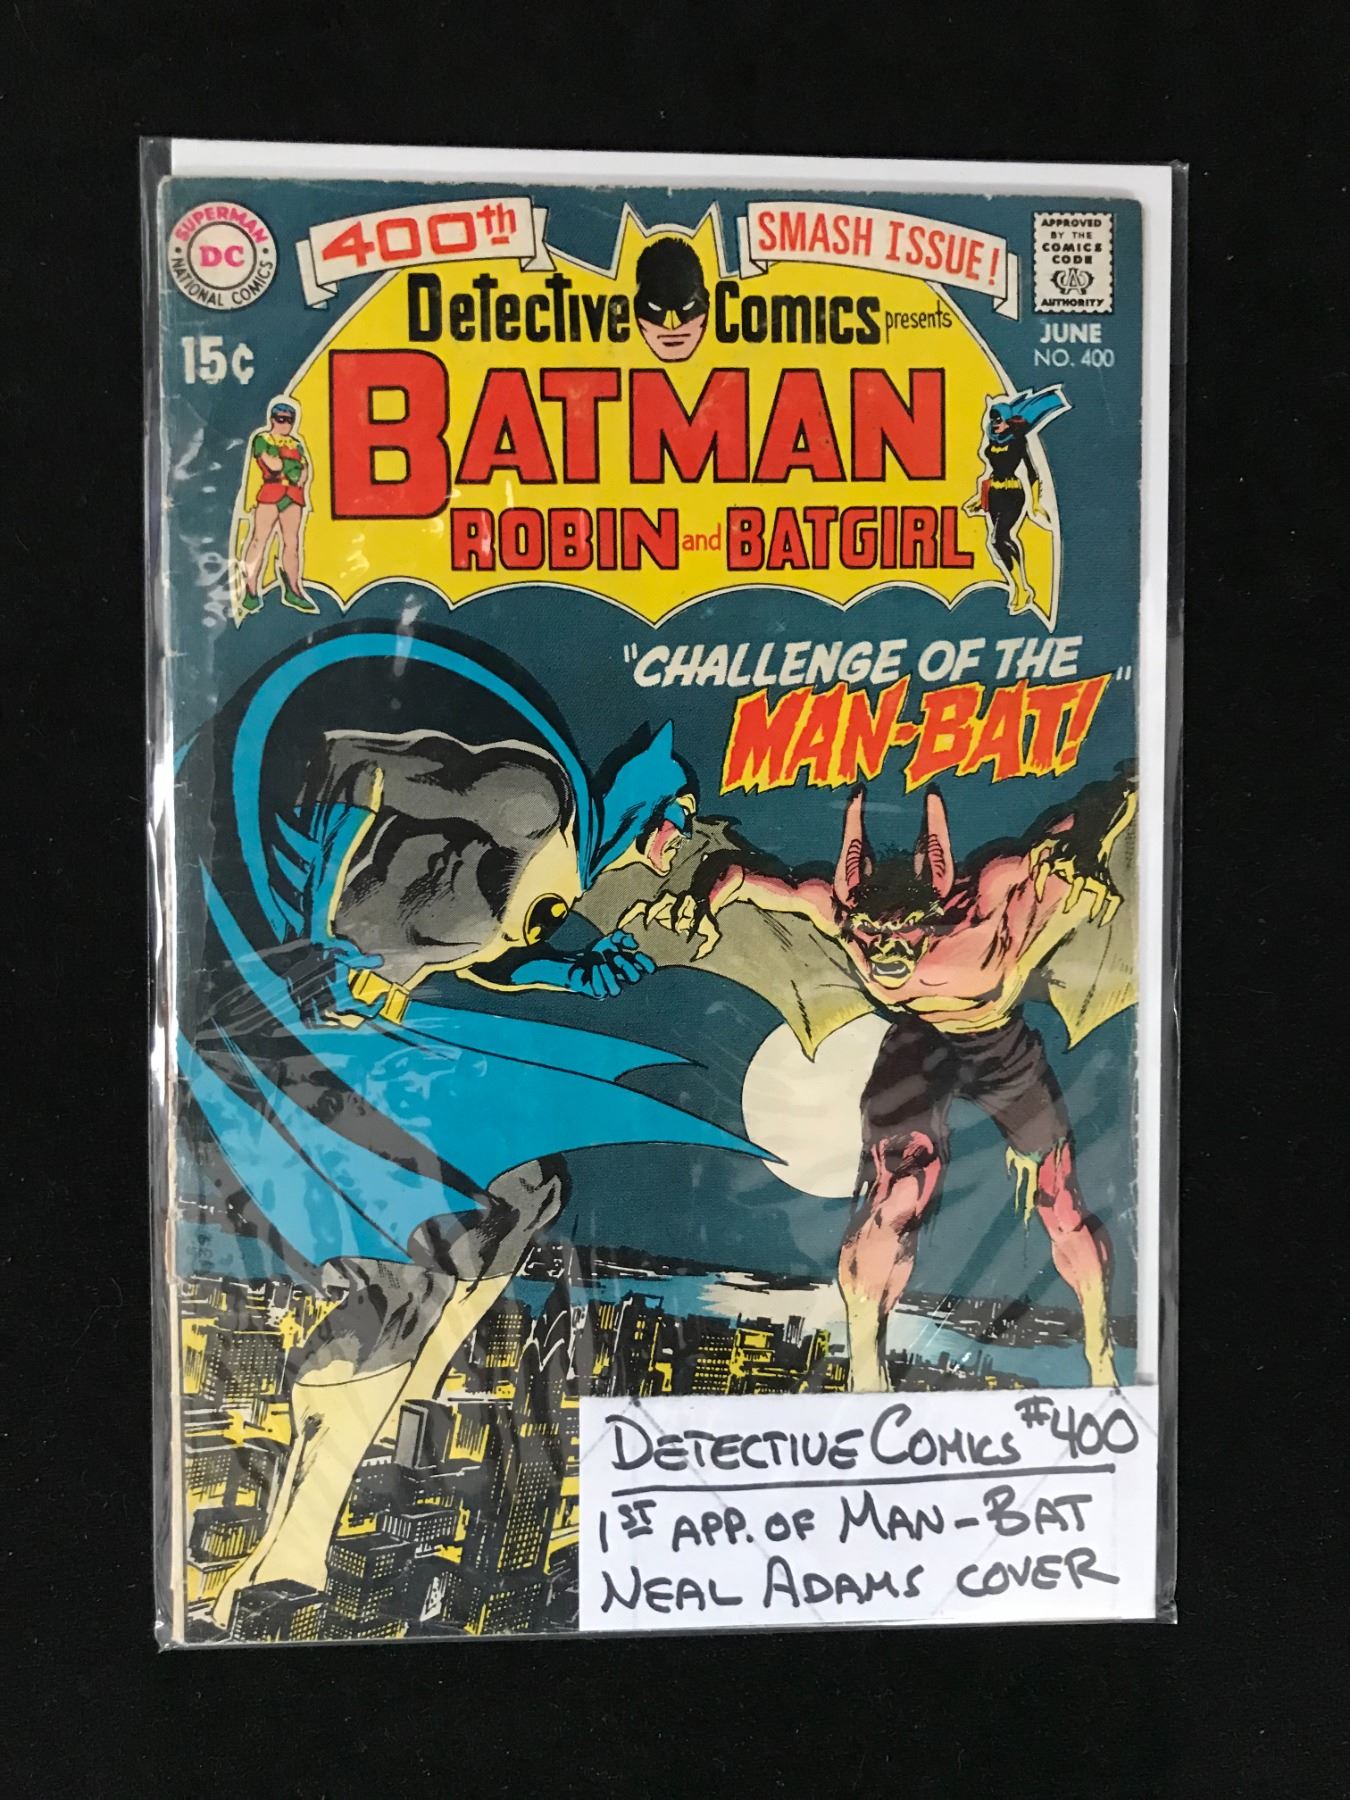 400th
SMASH ISSUE!
SUPERMAN
DC
NATIONAL COMICS
APPROVED
BY THE
COMICS
CODE
CA
AUTHORITY
Detective Comics presents
15¢
JUNE
NO. 400
BATMAN
ROBIN and BATGIRL
"CHALLENGE OF THE
MAN-BAT!"
DETECTIVE COMICS #400
1ST APP. OF MAN-BAT
NEAL ADAMS COVER